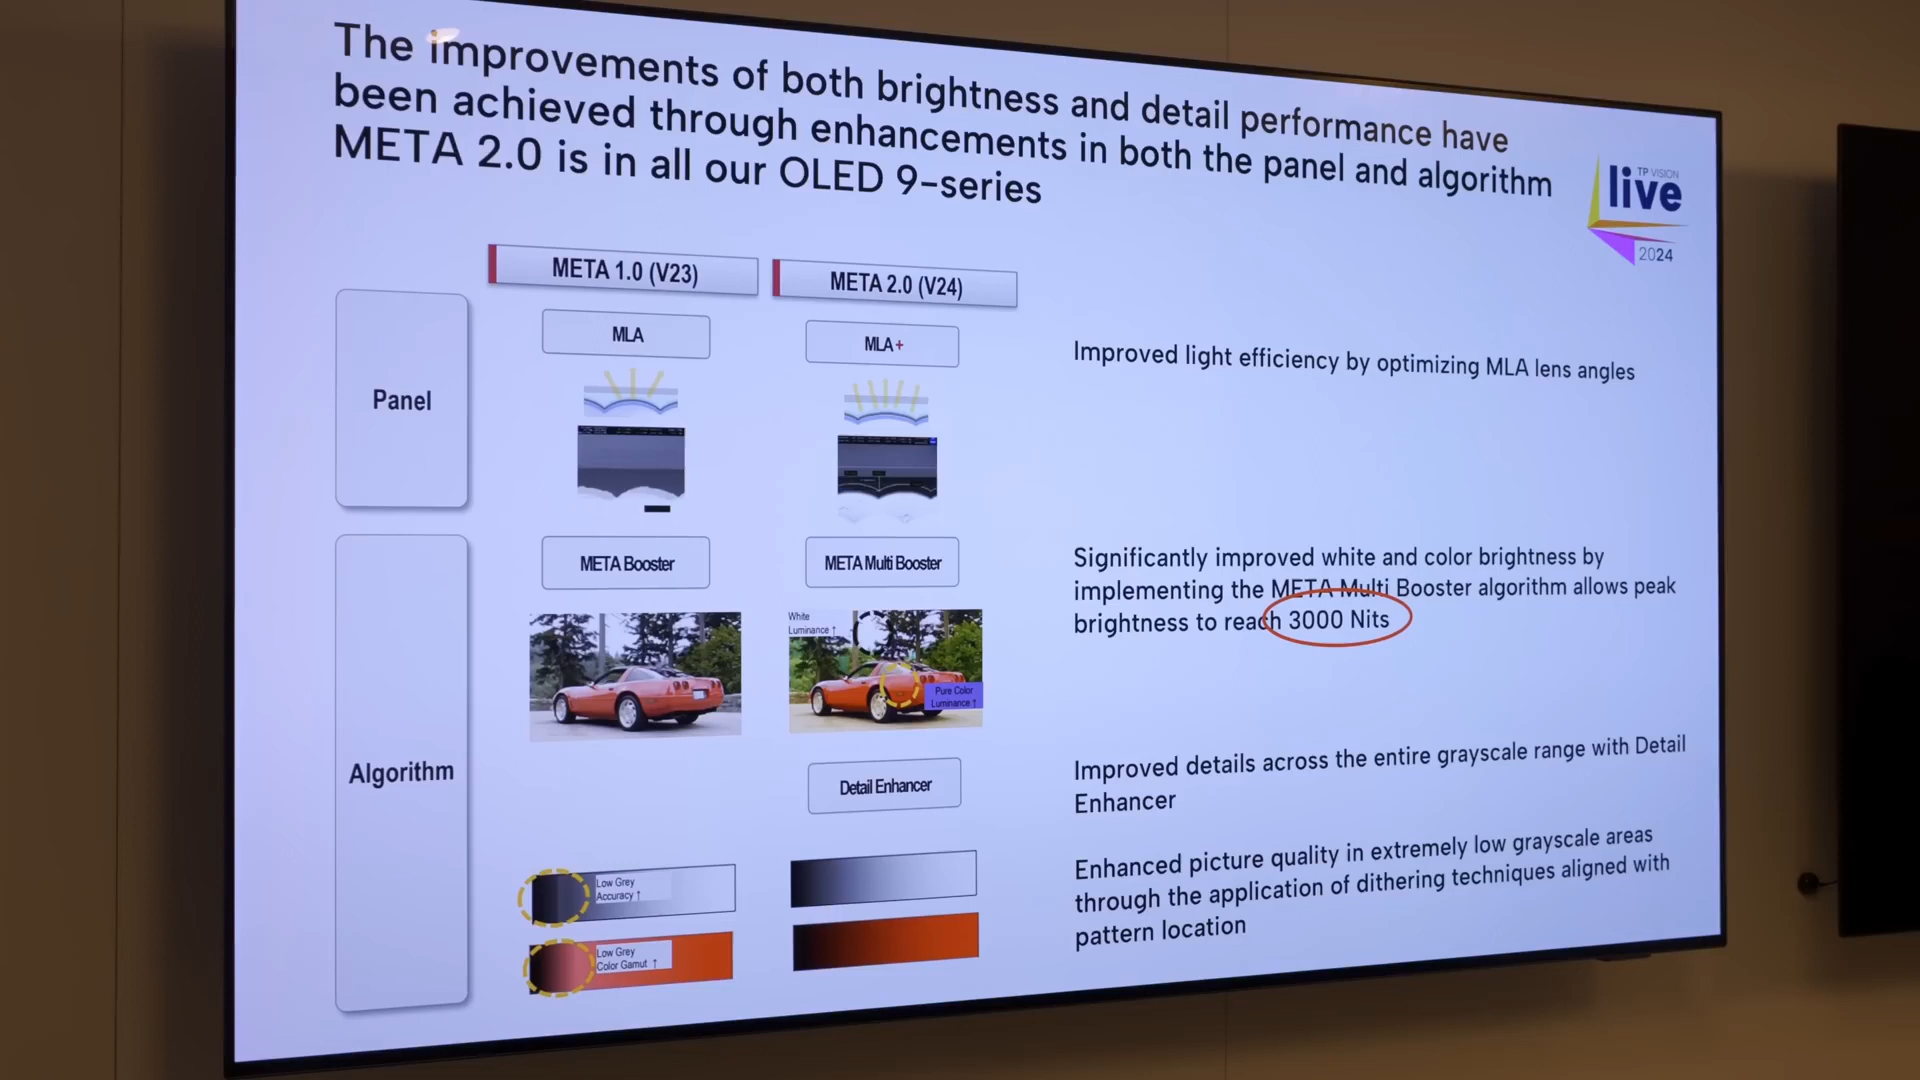 The improvements of both brightness and detail performance have
been achieved through enhancements in both the panel and algorithm
META 2.0 is in all our OLED 9-series
TP VISION
live
2024
META 1.0 (V23)
META 2.0 (V24)
Panel
MLA
MLA+
Improved light efficiency by optimizing MLA lens angles
Algorithm
META Booster
META Multi Booster
Significantly improved white and color brightness by
implementing the META Multi Booster algorithm allows peak
brightness to reach 3000 Nits
White
Luminance ↑
Pure Color
Luminance ↑
Detail Enhancer
Improved details across the entire grayscale range with Detail
Enhancer
Low Grey
Accuracy ↑
Low Grey
Color Gamut ↑
Enhanced picture quality in extremely low grayscale areas
through the application of dithering techniques aligned with
pattern location